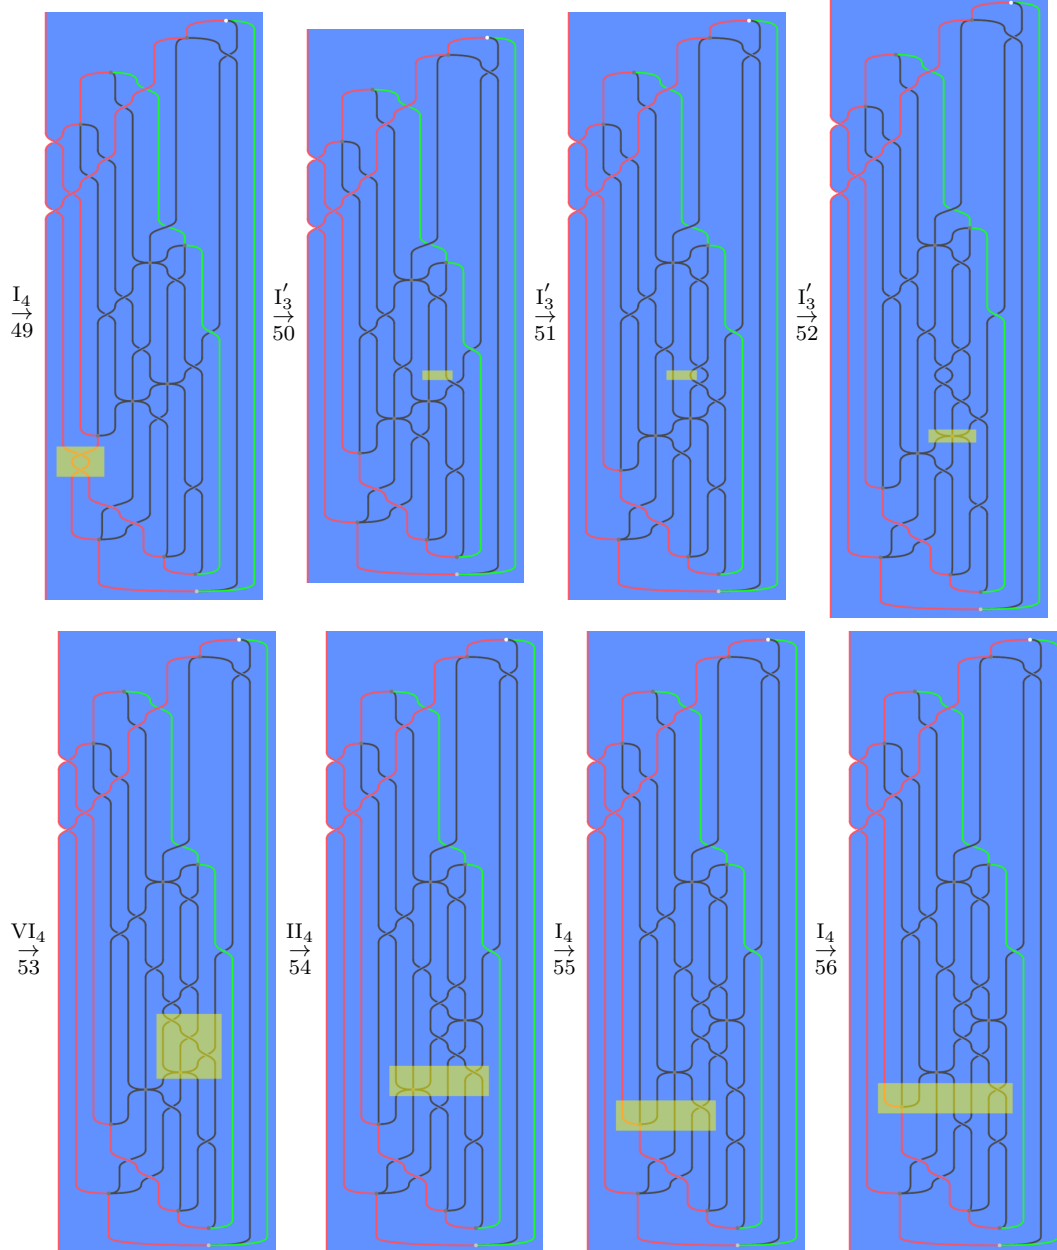 I₄
→
49
I′₃
→
50
I′₃
→
51
I′₃
→
52
VI₄
→
53
II₄
→
54
I₄
→
55
I₄
→
56